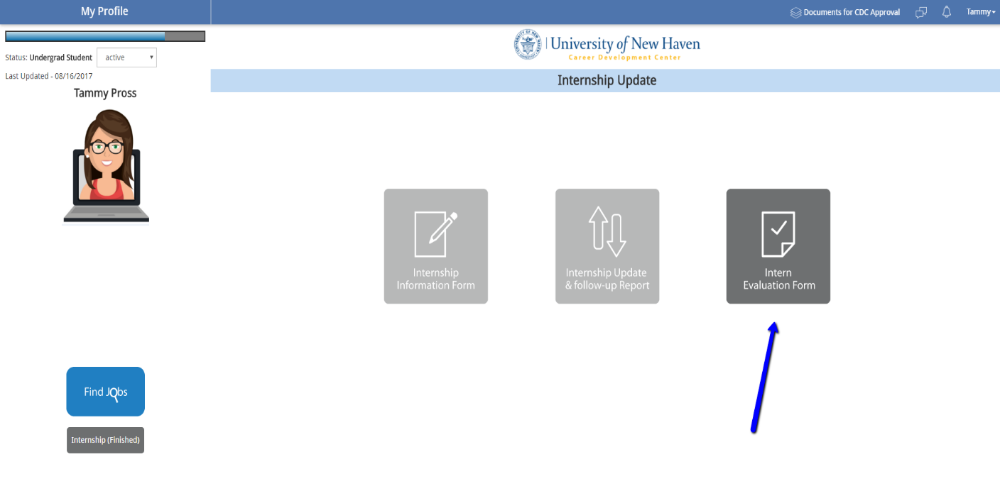 My Profile
Documents for CDC Approval
Tammy
Status: Undergrad Student
active
Last Updated - 08/16/2017
Tammy Pross
University of New Haven
Career Development Center
Internship Update
Internship
Information Form
Internship Update
& follow-up Report
Intern
Evaluation Form
Find Jobs
Internship (Finished)